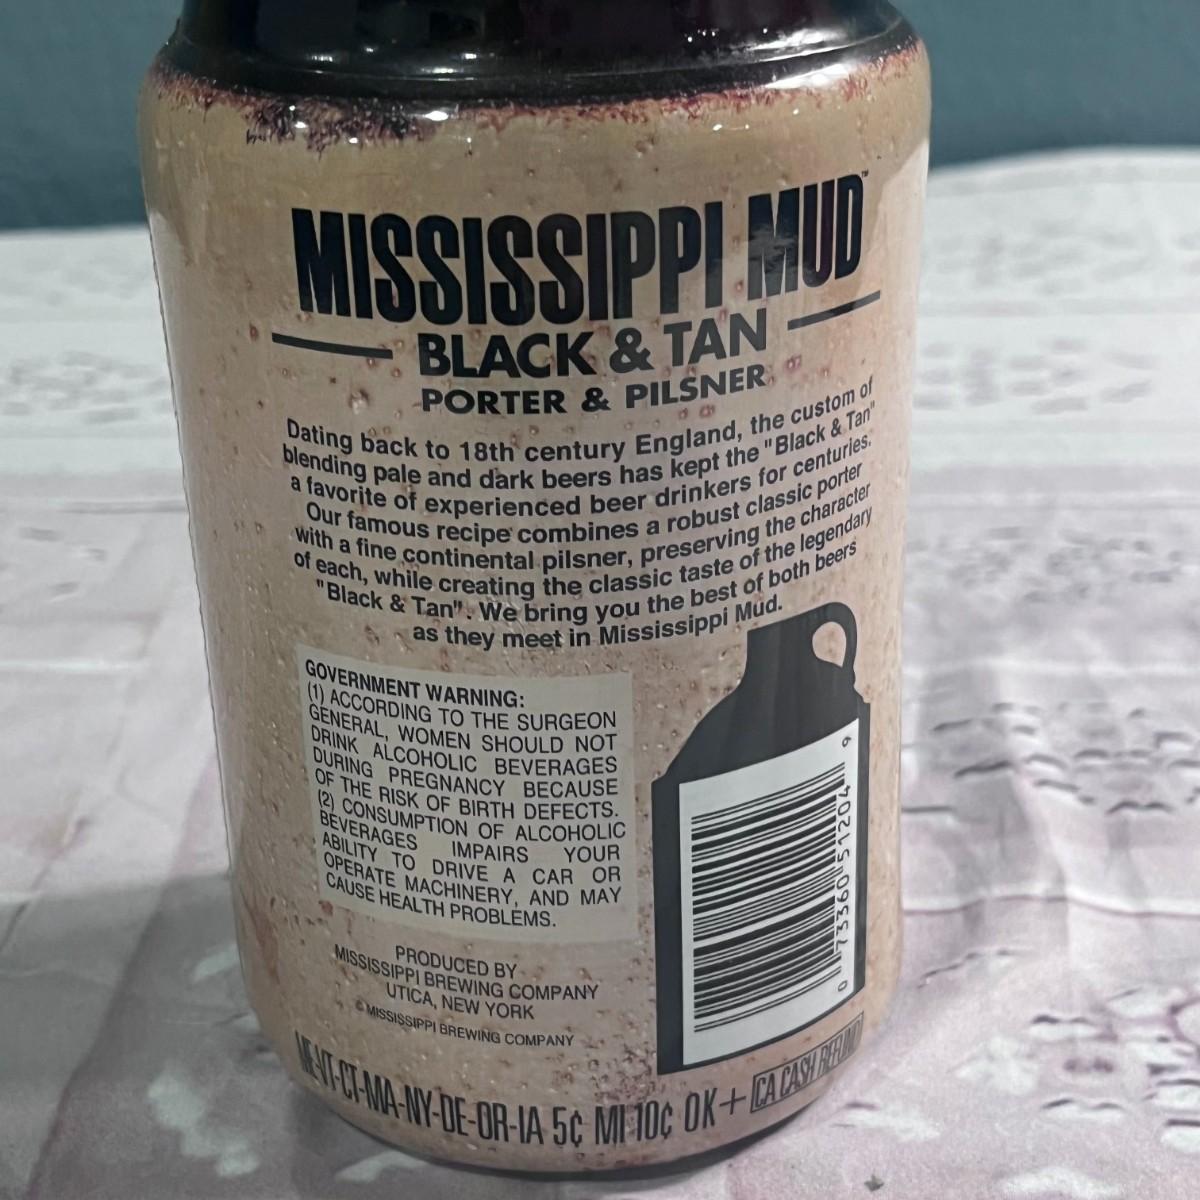 MISSISSIPPI MUD™
BLACK & TAN
PORTER & PILSNER
Dating back to 18th century England, the custom of
blending pale and dark beers has kept the "Black & Tan"
a favorite of experienced beer drinkers for centuries.
Our famous recipe combines a robust classic porter
with a fine continental pilsner, preserving the character
of each, while creating the classic taste of the legendary
"Black & Tan". We bring you the best of both beers
as they meet in Mississippi Mud.
GOVERNMENT WARNING:
(1) ACCORDING TO THE SURGEON
GENERAL, WOMEN SHOULD NOT
DRINK ALCOHOLIC BEVERAGES
DURING PREGNANCY BECAUSE
OF THE RISK OF BIRTH DEFECTS.
(2) CONSUMPTION OF ALCOHOLIC
BEVERAGES IMPAIRS YOUR
ABILITY TO DRIVE A CAR OR
OPERATE MACHINERY, AND MAY
CAUSE HEALTH PROBLEMS.
PRODUCED BY
MISSISSIPPI BREWING COMPANY
UTICA, NEW YORK
© MISSISSIPPI BREWING COMPANY
0 73360 51204 9
ME-VT-CT-MA-NY-DE-OR-IA 5¢ MI 10¢ OK+ CA CASH REFUND